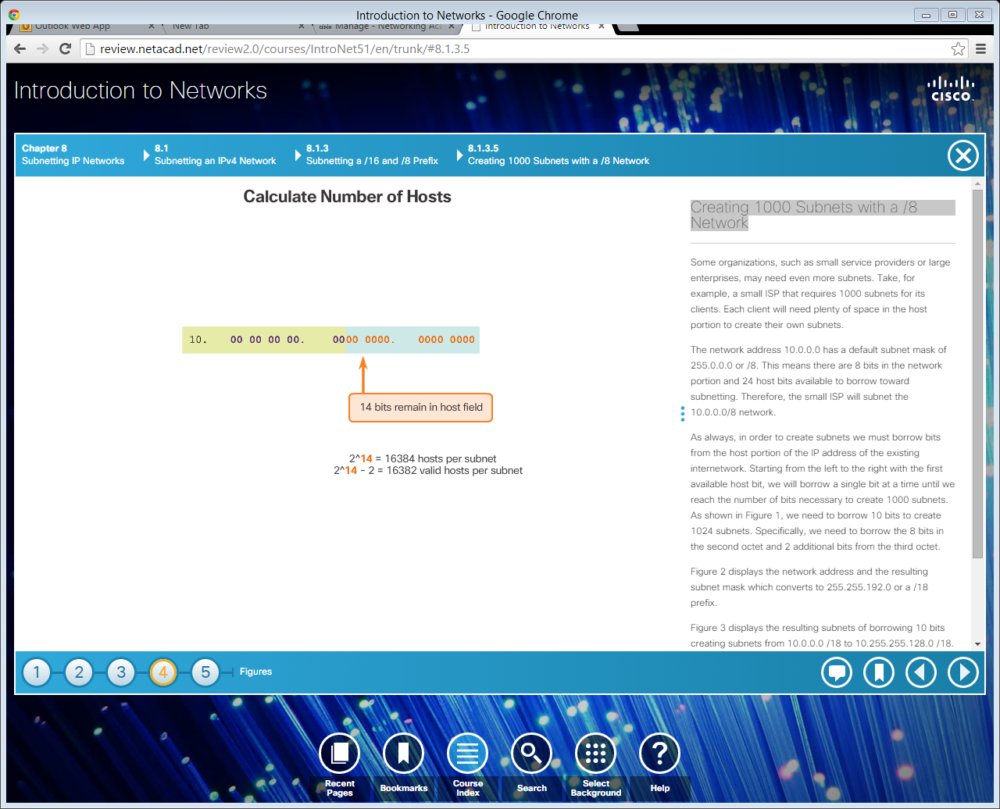 Introduction to Networks - Google Chrome
Outlook Web App
New Tab
Manage - Networking Aca
Introduction to Networks
review.netacad.net/review2.0/courses/IntroNet51/en/trunk/#8.1.3.5
Introduction to Networks
CISCO.
Chapter 8
Subnetting IP Networks
8.1
Subnetting an IPv4 Network
8.1.3
Subnetting a /16 and /8 Prefix
8.1.3.5
Creating 1000 Subnets with a /8 Network
Calculate Number of Hosts
10. 00 00 00 00. 0000 0000. 0000 0000
14 bits remain in host field
2^14 = 16384 hosts per subnet
2^14 - 2 = 16382 valid hosts per subnet
Creating 1000 Subnets with a /8
Network
Some organizations, such as small service providers or large
enterprises, may need even more subnets. Take, for
example, a small ISP that requires 1000 subnets for its
clients. Each client will need plenty of space in the host
portion to create their own subnets.
The network address 10.0.0.0 has a default subnet mask of
255.0.0.0 or /8. This means there are 8 bits in the network
portion and 24 host bits available to borrow toward
subnetting. Therefore, the small ISP will subnet the
10.0.0.0/8 network.
As always, in order to create subnets we must borrow bits
from the host portion of the IP address of the existing
internetwork. Starting from the left to the right with the first
available host bit, we will borrow a single bit at a time until we
reach the number of bits necessary to create 1000 subnets.
As shown in Figure 1, we need to borrow 10 bits to create
1024 subnets. Specifically, we need to borrow the 8 bits in
the second octet and 2 additional bits from the third octet.
Figure 2 displays the network address and the resulting
subnet mask which converts to 255.255.192.0 or a /18
prefix.
Figure 3 displays the resulting subnets of borrowing 10 bits
creating subnets from 10.0.0.0 /18 to 10.255.255.128.0 /18.
1 2 3 4 5 Figures
Recent
Pages
Bookmarks
Course
Index
Search
Select
Background
Help